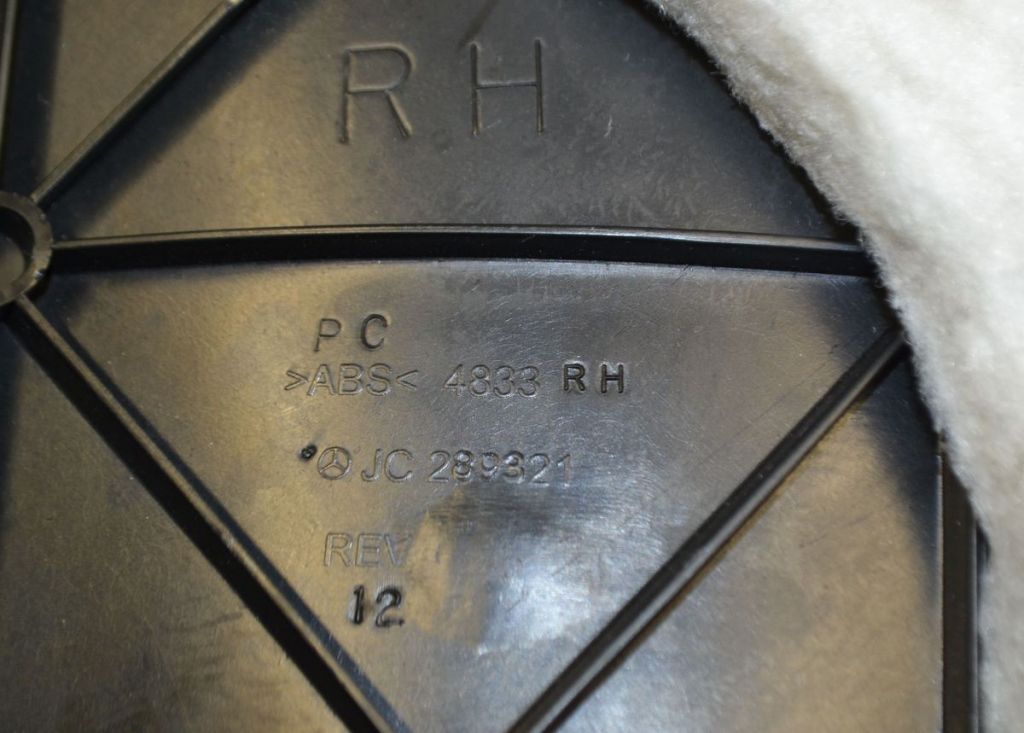 RH
PC
>ABS< 4833 RH
JC 289321
REV
12